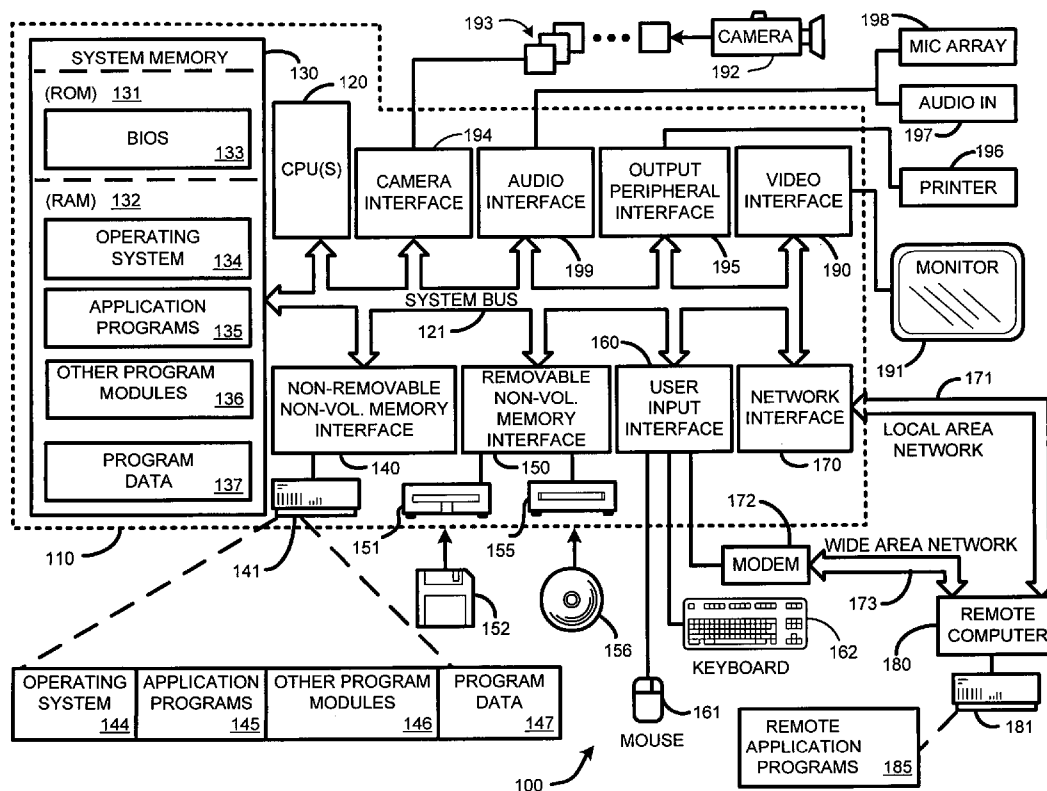 193
CAMERA
192
198
MIC ARRAY
AUDIO IN
197
196
PRINTER
SYSTEM MEMORY
130
120
(ROM) 131
BIOS
133
CPU(S)
194
CAMERA
INTERFACE
AUDIO
INTERFACE
199
OUTPUT
PERIPHERAL
INTERFACE
195
VIDEO
INTERFACE
190
(RAM) 132
OPERATING
SYSTEM 134
APPLICATION
PROGRAMS 135
OTHER PROGRAM
MODULES 136
PROGRAM
DATA 137
MONITOR
191
SYSTEM BUS
121
NON-REMOVABLE
NON-VOL. MEMORY
INTERFACE
140
REMOVABLE
NON-VOL.
MEMORY
INTERFACE
150
160
USER
INPUT
INTERFACE
NETWORK
INTERFACE
170
171
LOCAL AREA
NETWORK
110
141
151
155
172
MODEM
WIDE AREA NETWORK
173
152
156
KEYBOARD
162
REMOTE
COMPUTER
180
181
OPERATING
SYSTEM 144
APPLICATION
PROGRAMS 145
OTHER PROGRAM
MODULES 146
PROGRAM
DATA 147
161
MOUSE
100
REMOTE
APPLICATION
PROGRAMS 185